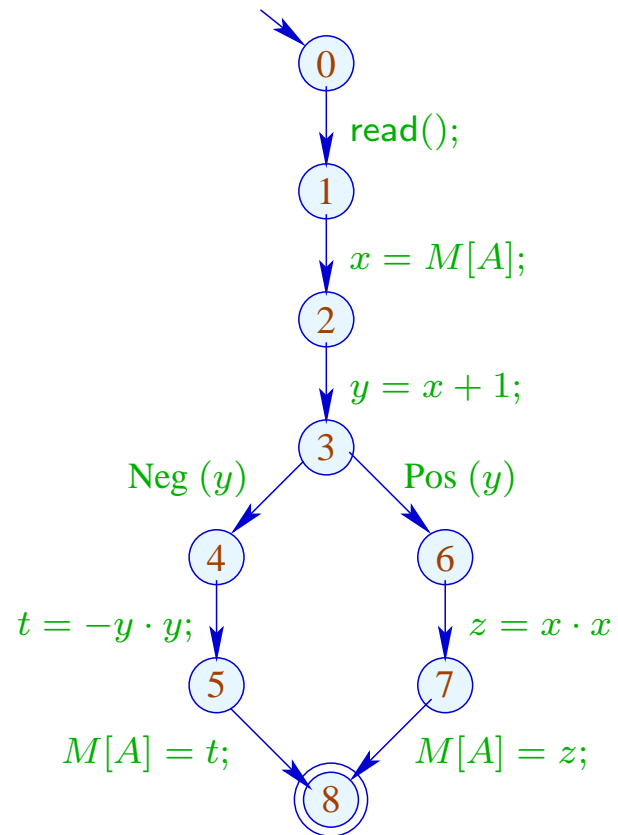 0
read();
1
x = M[A];
2
y = x + 1;
3
Neg (y) Pos (y)
4 6
t = −y · y; z = x · x
5 7
M[A] = t; M[A] = z;
8